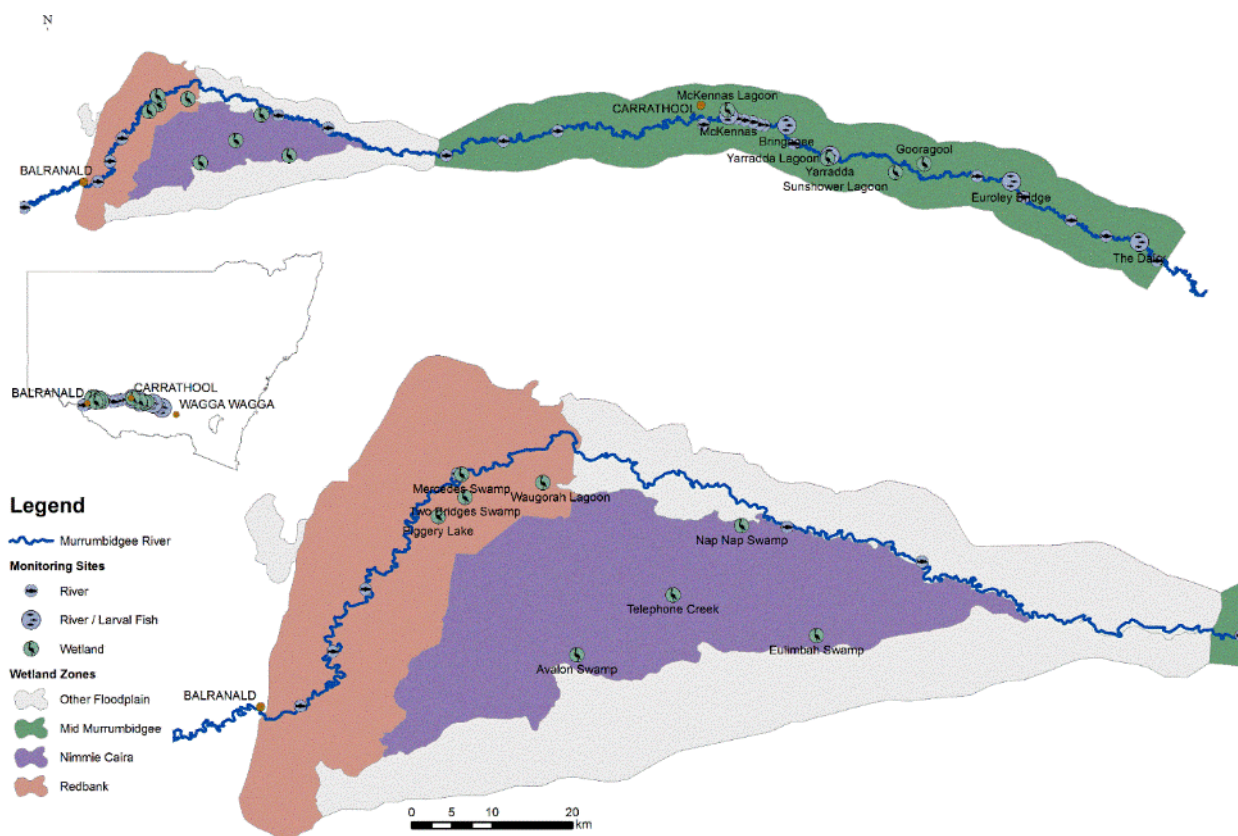 N
McKennas Lagoon
CARRATHOOL
McKennas
Bringagee
Yarradda Lagoon
Yarradda
Gooragool
Sunshower Lagoon
Euroley Bridge
The Dairy
BALRANALD
BALRANALD
CARRATHOOL
WAGGA WAGGA
Legend
Murrumbidgee River
Monitoring Sites
River
River / Larval Fish
Wetland
Wetland Zones
Other Floodplain
Mid Murrumbidgee
Nimmie Caira
Redbank
Mercedes Swamp
Waugorah Lagoon
Two Bridges Swamp
Piggery Lake
Nap Nap Swamp
Telephone Creek
Eulimbah Swamp
Avalon Swamp
BALRANALD
0 5 10 20
km